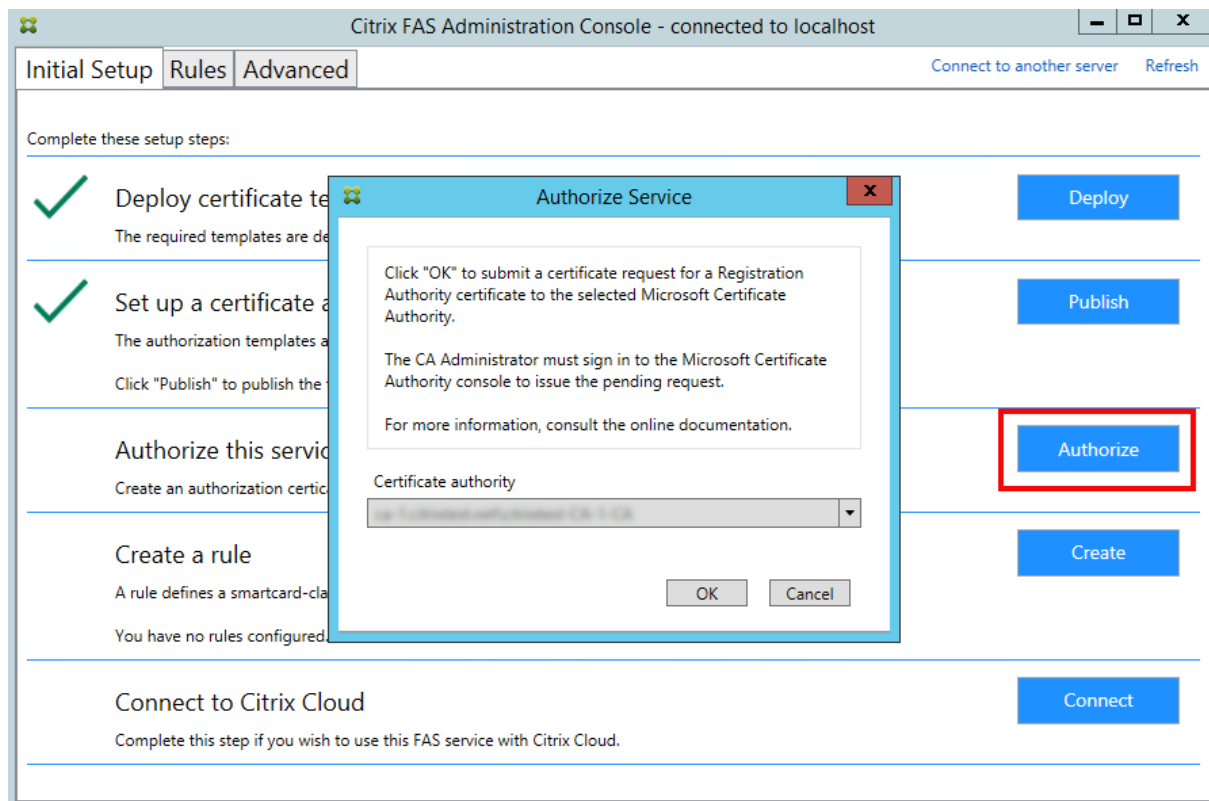 Citrix FAS Administration Console - connected to localhost
Initial Setup Rules Advanced Connect to another server Refresh
Complete these setup steps:
Deploy certificate te
The required templates are de
Deploy
Set up a certificate a
The authorization templates a
Click "Publish" to publish the
Publish
Authorize this servic
Create an authorization certica
Authorize
Create a rule
A rule defines a smartcard-cla
You have no rules configured.
Create
Connect to Citrix Cloud
Complete this step if you wish to use this FAS service with Citrix Cloud.
Connect
Authorize Service
X
Click "OK" to submit a certificate request for a Registration
Authority certificate to the selected Microsoft Certificate
Authority.
The CA Administrator must sign in to the Microsoft Certificate
Authority console to issue the pending request.
For more information, consult the online documentation.
Certificate authority
OK Cancel